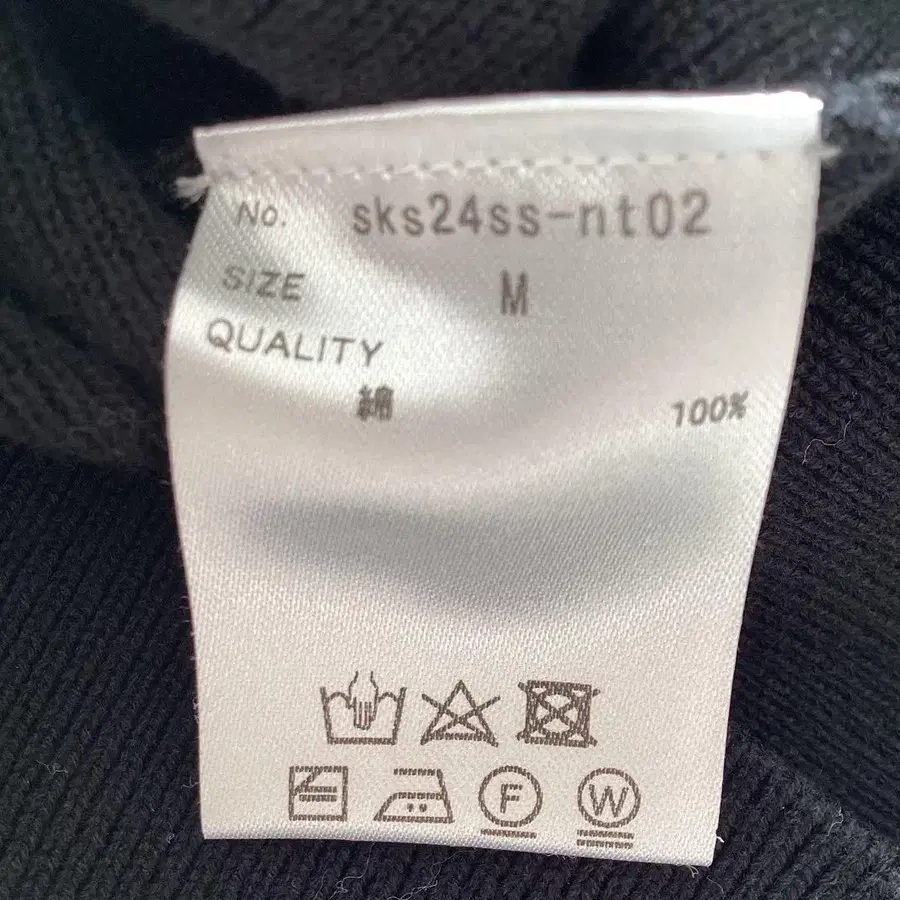 No. sks24ss-nt02
SIZE M
QUALITY
綿 100%
F W